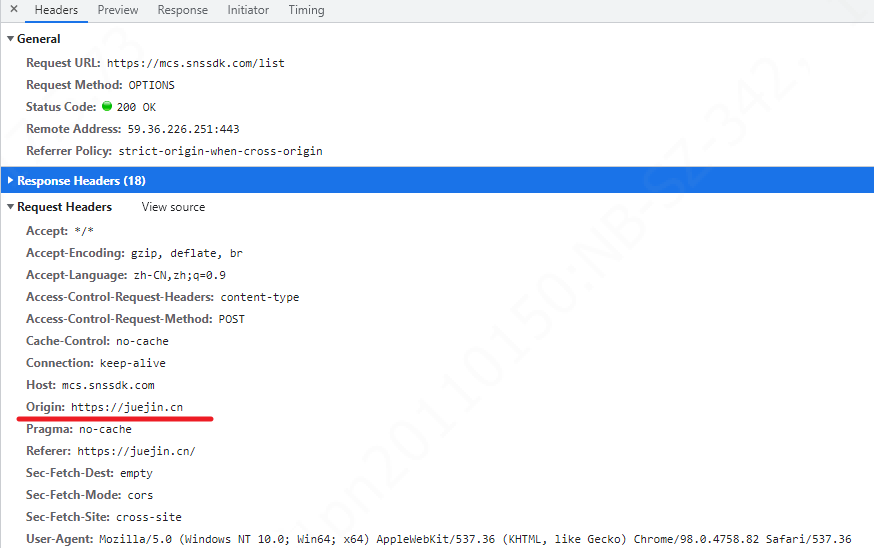 × Headers Preview Response Initiator Timing
▼General
Request URL: https://mcs.snssdk.com/list
Request Method: OPTIONS
Status Code: 200 OK
Remote Address: 59.36.226.251:443
Referrer Policy: strict-origin-when-cross-origin
▶Response Headers (18)
▼Request Headers View source
Accept: */*
Accept-Encoding: gzip, deflate, br
Accept-Language: zh-CN,zh;q=0.9
Access-Control-Request-Headers: content-type
Access-Control-Request-Method: POST
Cache-Control: no-cache
Connection: keep-alive
Host: mcs.snssdk.com
Origin: https://juejin.cn
Pragma: no-cache
Referer: https://juejin.cn/
Sec-Fetch-Dest: empty
Sec-Fetch-Mode: cors
Sec-Fetch-Site: cross-site
User-Agent: Mozilla/5.0 (Windows NT 10.0; Win64; x64) AppleWebKit/537.36 (KHTML, like Gecko) Chrome/98.0.4758.82 Safari/537.36